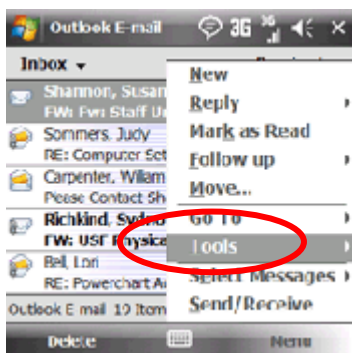 Outlook E-mail 3G
Inbox
New
Shannon, Susan
Reply
FW: Fwr: Staff U
Sommers, Judy
Mark as Read
RE: Computer Set
Follow up
Carpenter, William
Please Contact Sh
Move...
Richkind, Sydne
Go To
FW: USF Physica
Tools
Bell, Lori
Select Messages
RE: Powerchart A
Outlook E-mail 19 Item
Send/Receive
Delete Menu